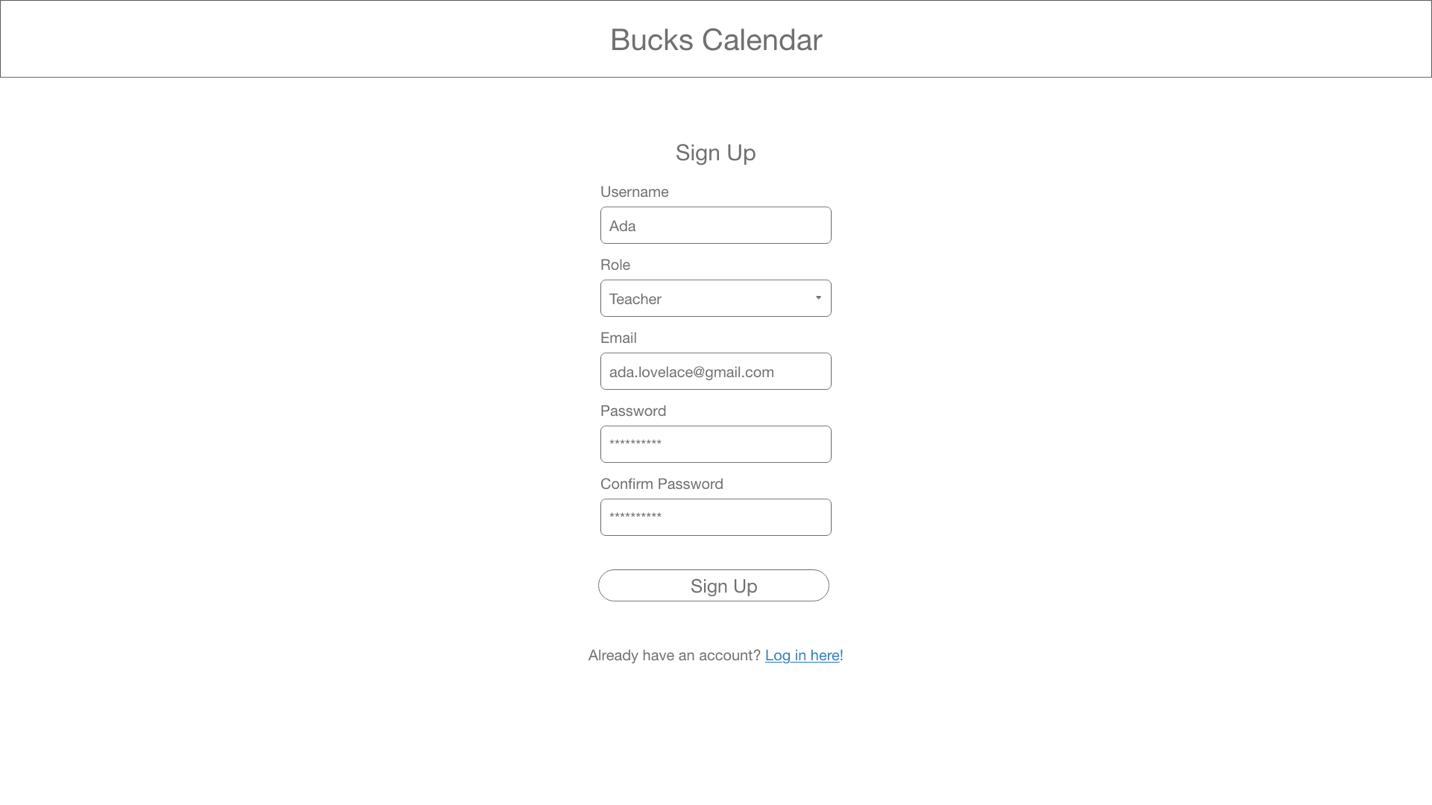 Bucks Calendar
Sign Up
Username
Ada
Role
Teacher
Email
ada.lovelace@gmail.com
Password
**********
Confirm Password
**********
Sign Up
Already have an account? Log in here!